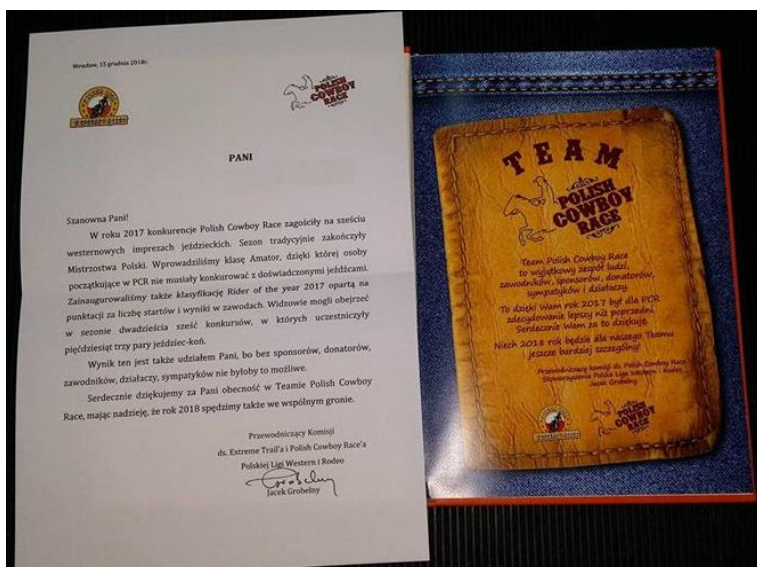 Wrocław, 15 grudnia 2018r.
POLISH
COWBOY
RACE
PANI
Szanowna Pani!
W roku 2017 konkurencje Polish Cowboy Race zagościły na sześciu
westernowych imprezach jeździeckich. Sezon tradycyjnie zakończyły
Mistrzostwa Polski. Wprowadziliśmy klasę Amator, dzięki której osoby
początkujące w PCR nie musiały konkurować z doświadczonymi jeźdźcami.
Zainaugurowaliśmy także klasyfikację Rider of the year 2017 opartą na
punktacji za liczbę startów i wyniki w zawodach. Widzowie mogli obejrzeć
w sezonie dwadzieścia sześć konkursów, w których uczestniczyły
pięćdziesiąt trzy pary jeździec-koń.
Wynik ten jest także udziałem Pani, bo bez sponsorów, donatorów,
zawodników, działaczy, sympatyków nie byłoby to możliwe.
Serdecznie dziękujemy za Pani obecność w Teamie Polish Cowboy
Race, mając nadzieję, że rok 2018 spędzimy także we wspólnym gronie.
Przewodniczący Komisji
ds. Extreme Trail'a i Polish Cowboy Race'a
Polskiej Ligi Western i Rodeo
Jacek Grobelny
TEAM
POLISH
COWBOY
RACE
Team Polish Cowboy Race
to wyjątkowy zespół ludzi,
zawodników, sponsorów, donatorów,
sympatyków i działaczy.
To dzięki Wam rok 2017 był dla PCR
zdecydowanie lepszy niż poprzedni.
Serdecznie Wam za to dziękuję.
Niech 2018 rok będzie dla naszego Teamu
jeszcze bardziej szczególny!
Przewodniczący komisji ds. Polish Cowboy Race
Stowarzyszenia Polska Liga Western i Rodeo
Jacek Grobelny
POLISH
COWBOY
RACE